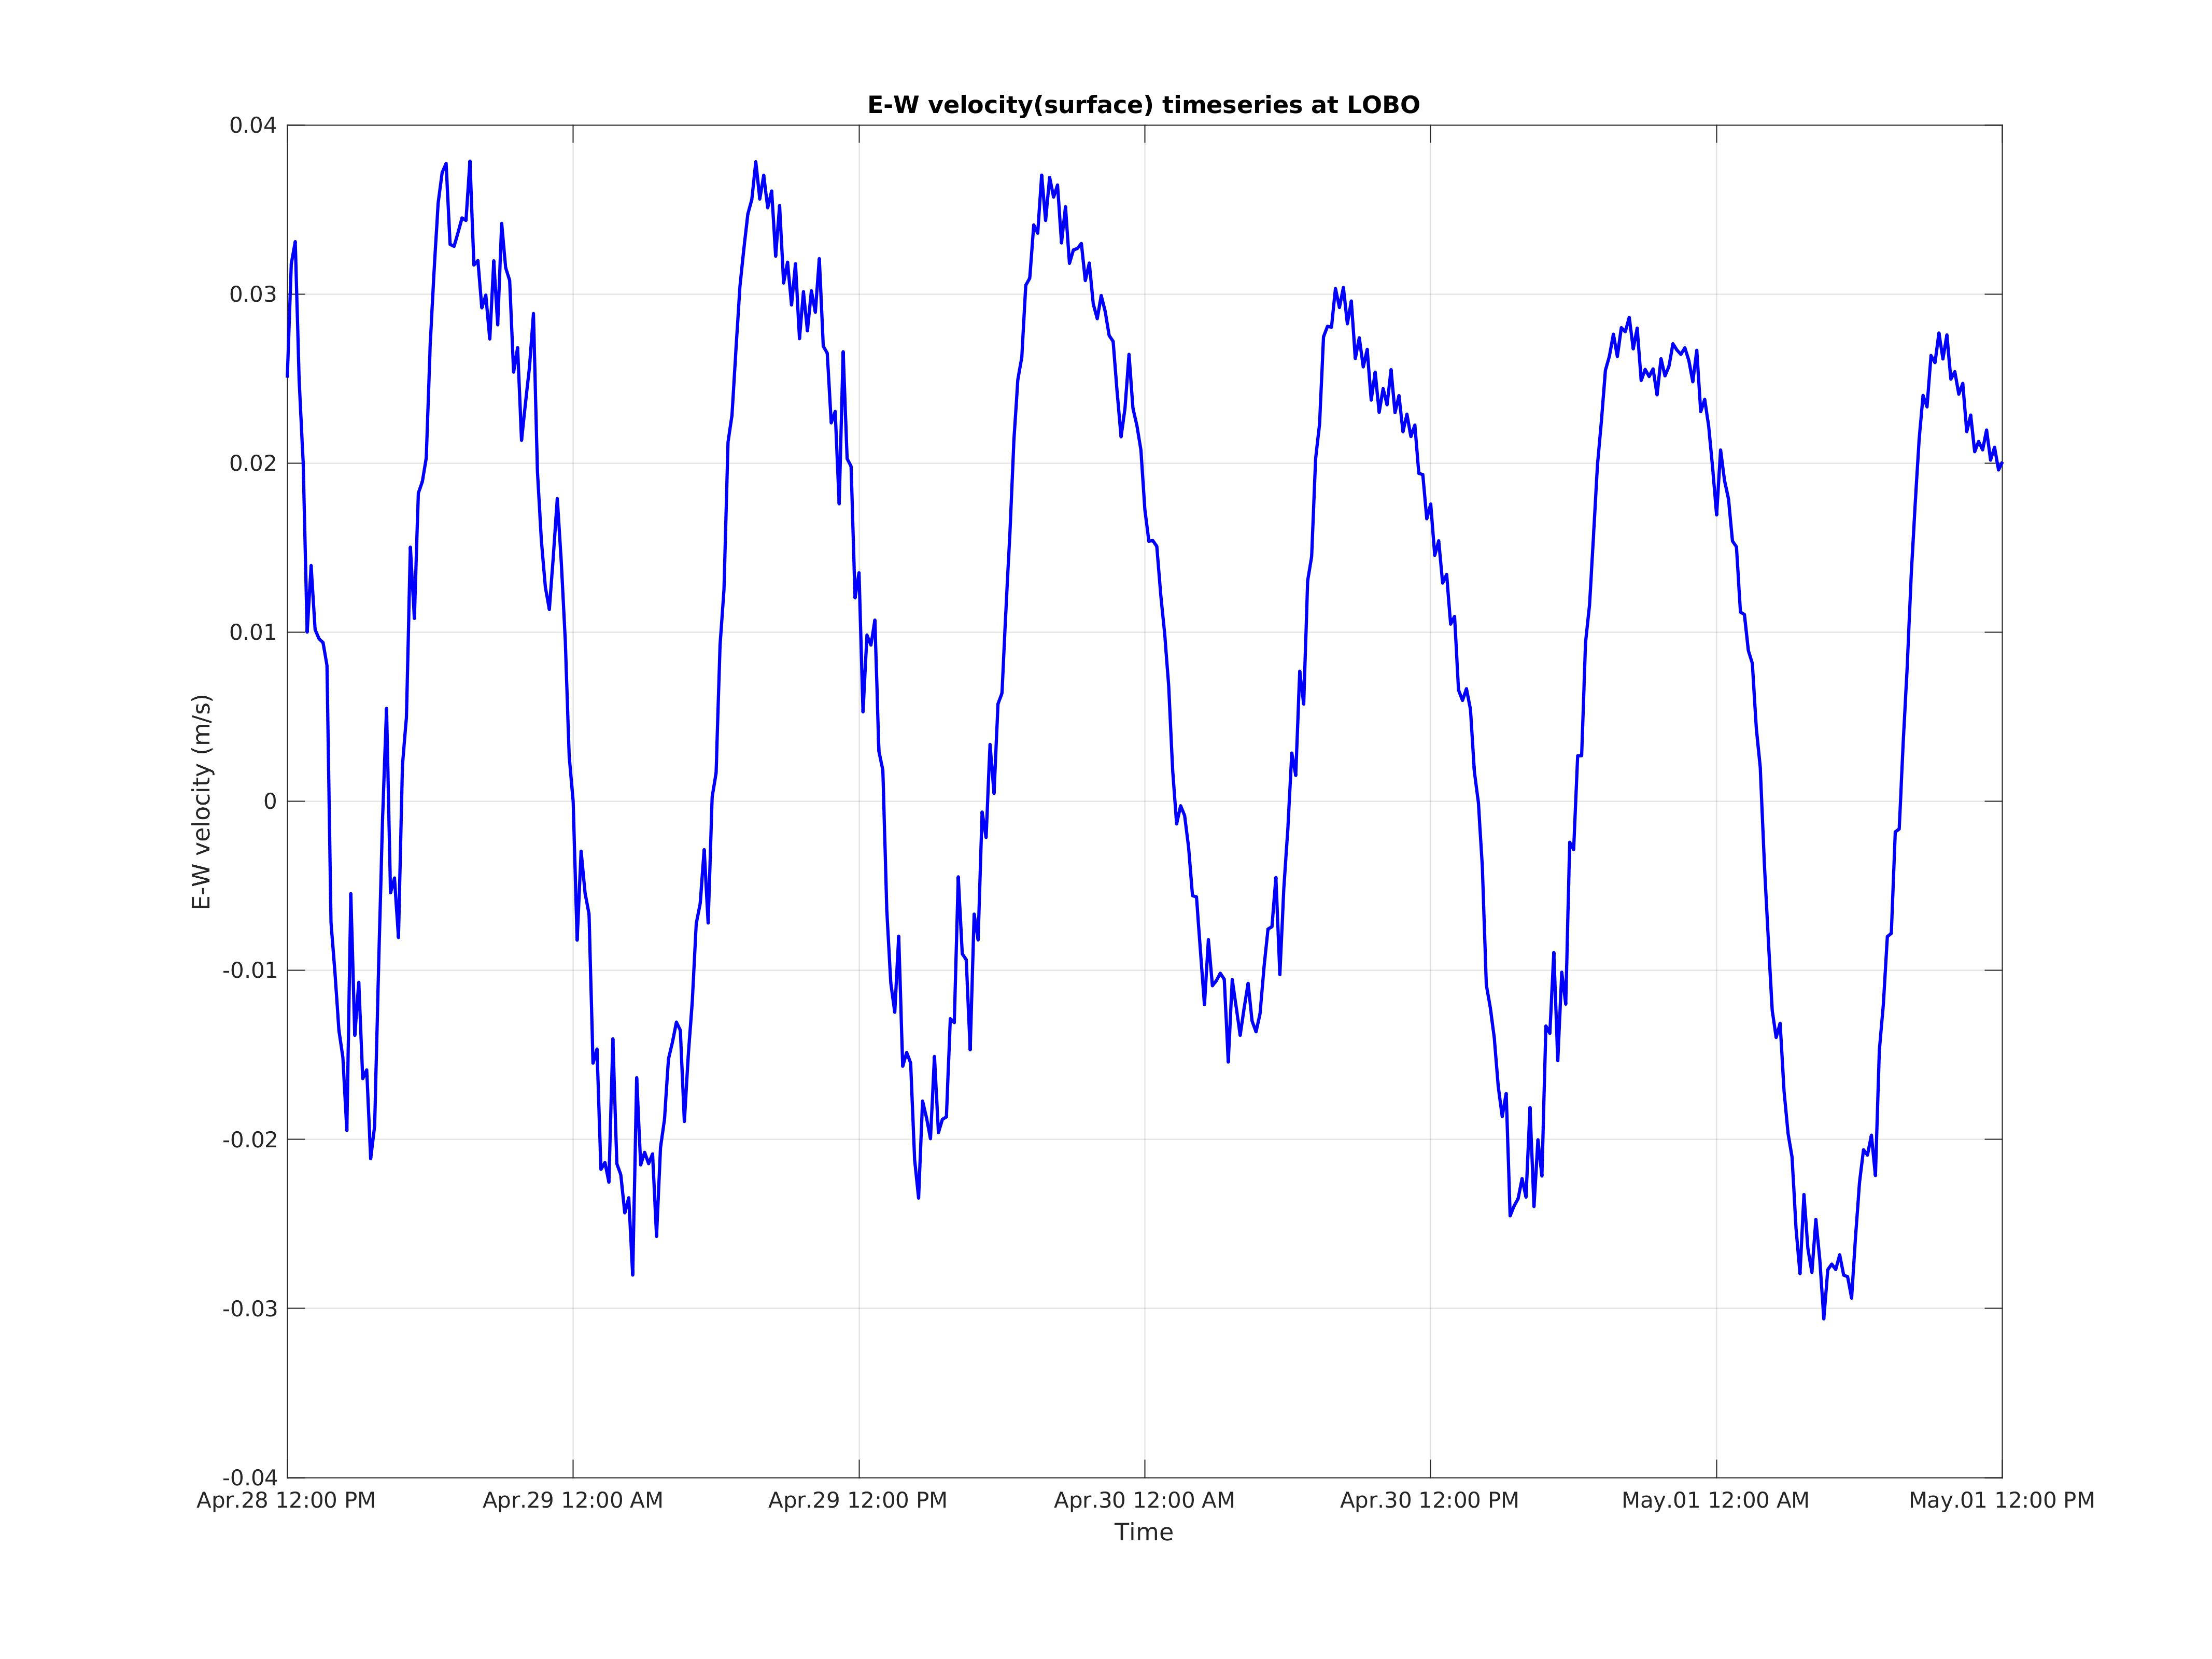 E-W velocity(surface) timeseries at LOBO
0.04
0.03
0.02
0.01
0
-0.01
-0.02
-0.03
-0.04
E-W velocity (m/s)
Apr.28 12:00 PM
Apr.29 12:00 AM
Apr.29 12:00 PM
Apr.30 12:00 AM
Apr.30 12:00 PM
May.01 12:00 AM
May.01 12:00 PM
Time